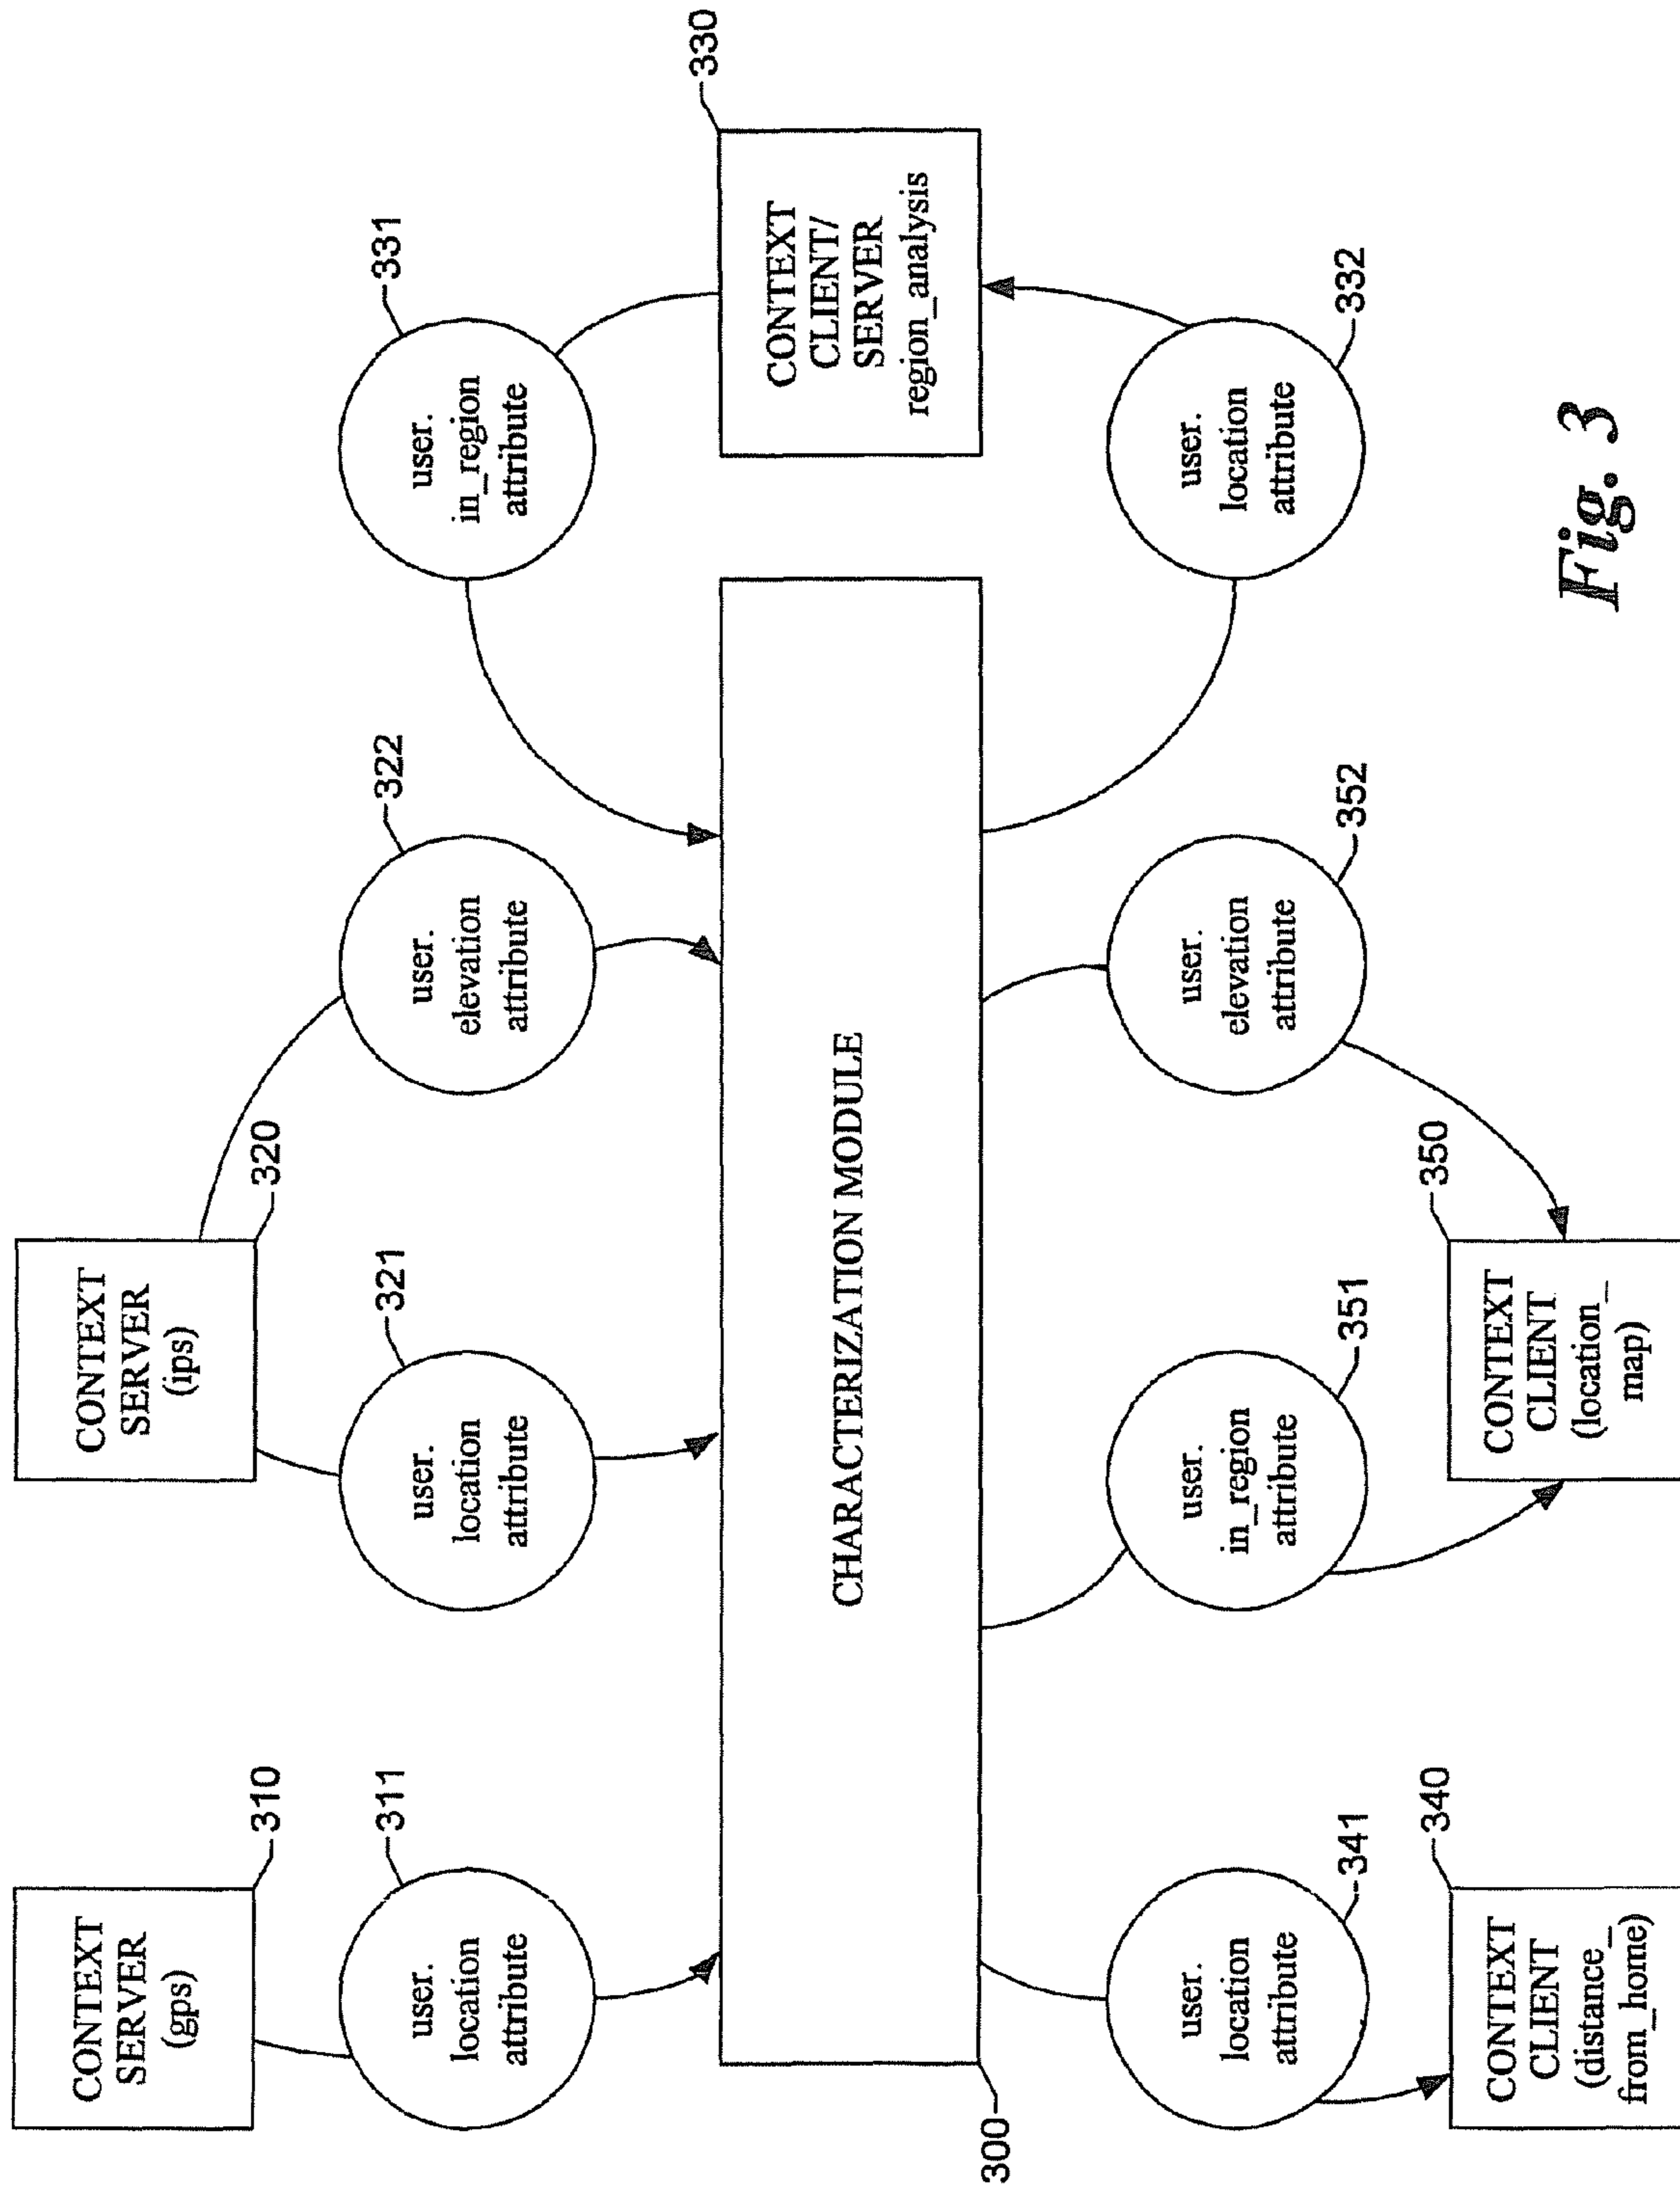 CONTEXT
SERVER
(gps)
310
CONTEXT
SERVER
(ips)
320
user.
location
attribute
311
user.
location
attribute
321
user.
elevation
attribute
322
user.
in_region
attribute
331
300
CHARACTERIZATION MODULE
CONTEXT
CLIENT/
SERVER
region_analysis
330
user.
location
attribute
341
user.
in_region
attribute
351
user.
elevation
attribute
352
user.
location
attribute
332
CONTEXT
CLIENT
(distance_
from_home)
340
CONTEXT
CLIENT
(location_
map)
350
Fig. 3